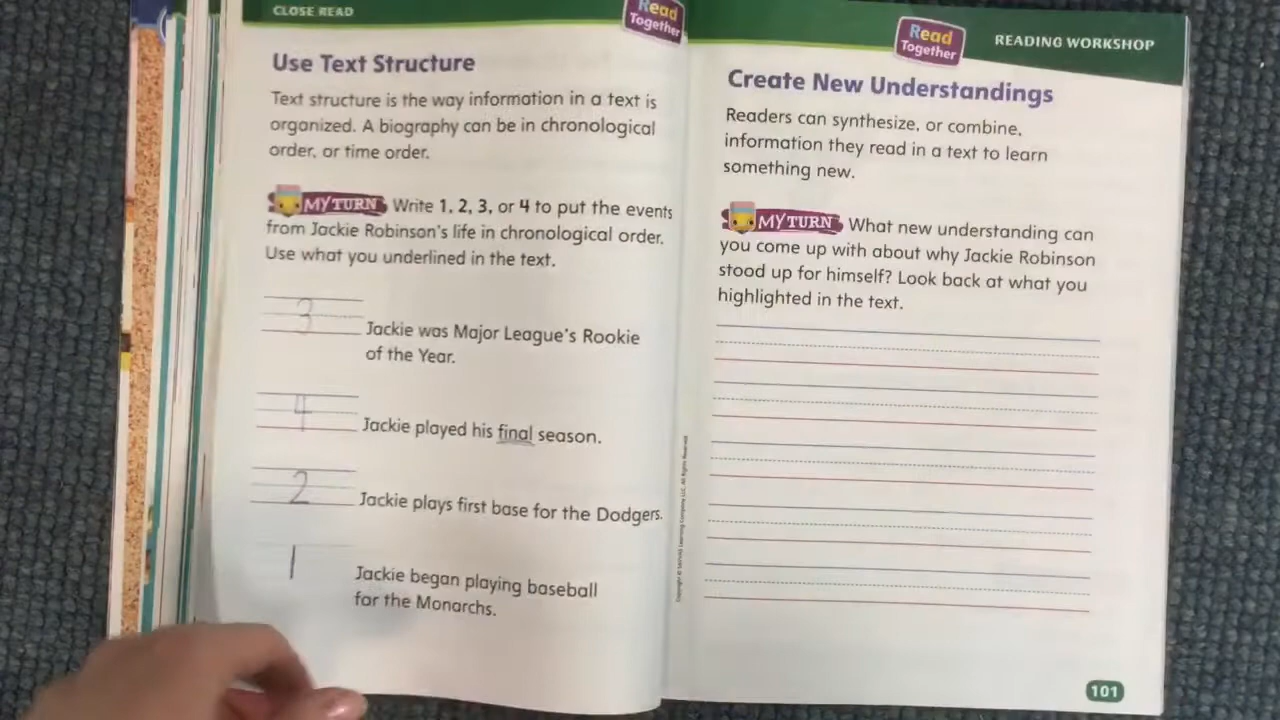 CLOSE READ
Read
Together
Use Text Structure
Text structure is the way information in a text is
organized. A biography can be in chronological
order, or time order.
MY TURN Write 1, 2, 3, or 4 to put the events
from Jackie Robinson's life in chronological order.
Use what you underlined in the text.
3
Jackie was Major League's Rookie
of the Year.
4
Jackie played his final season.
2
Jackie plays first base for the Dodgers.
1
Jackie began playing baseball
for the Monarchs.
Read
Together
READING WORKSHOP
Create New Understandings
Readers can synthesize, or combine,
information they read in a text to learn
something new.
MY TURN What new understanding can
you come up with about why Jackie Robinson
stood up for himself? Look back at what you
highlighted in the text.
101